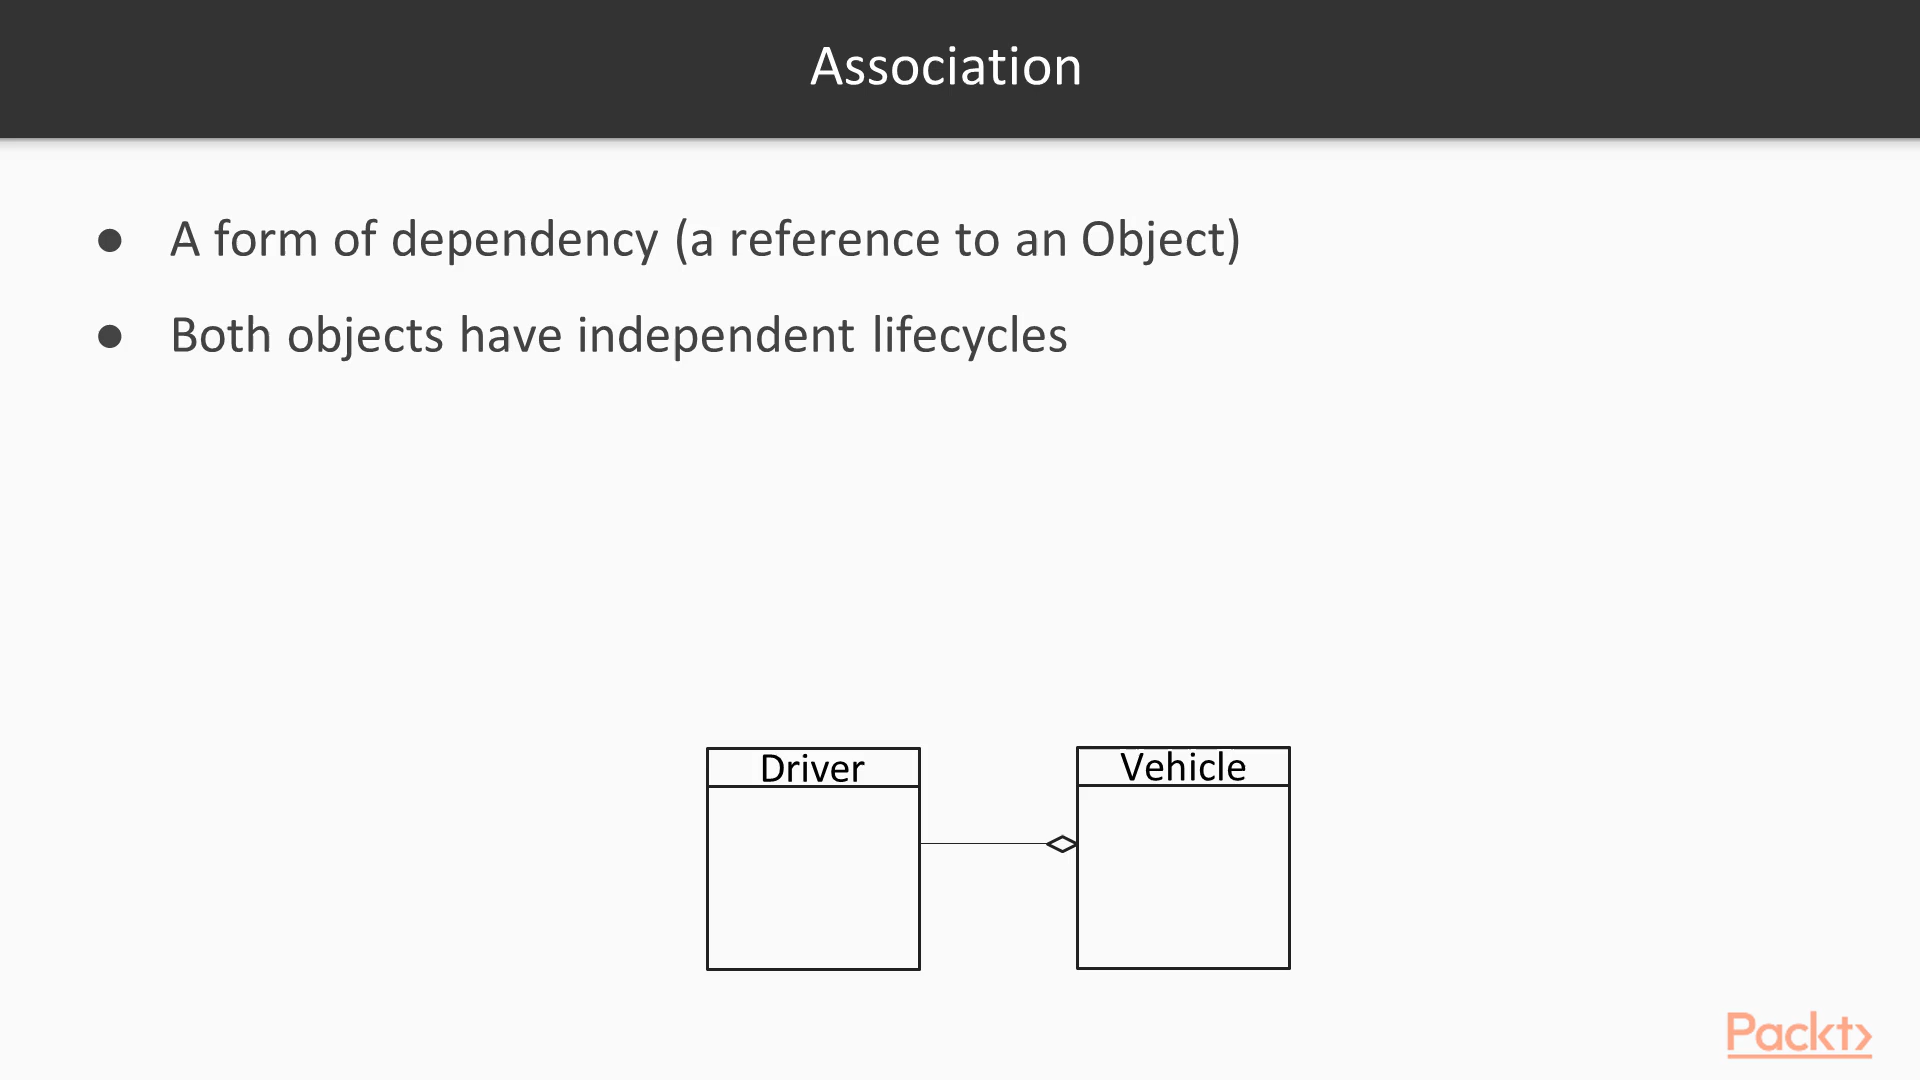 Association
● A form of dependency (a reference to an Object)
● Both objects have independent lifecycles
Driver
Vehicle
Packt>